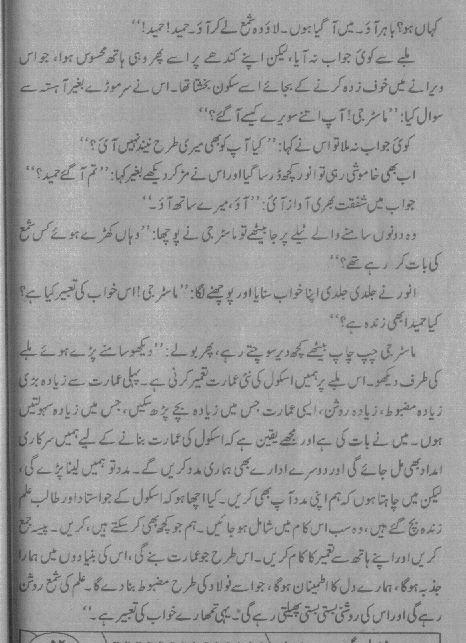 کہاں ہو؟ باہر آؤ۔ میں آ گیا ہوں۔ لاؤ وہ شمع لے کر آؤ۔ حمید! حمید!‘‘
ملبے سے کوئی جواب نہ آیا، لیکن اپنے کندھے پر اسے پھر وہی ہاتھ محسوس ہوا، جو اس
ویرانے میں خوف زدہ کرنے کے بجائے اسے سکون بخشتا تھا۔ اس نے سر موڑے بغیر آہستہ سے
سوال کیا: ’’ماسٹر جی! آپ اتنے سویرے کیسے آ گئے؟‘‘
کوئی جواب نہ ملا تو اس نے کہا: ’’کیا آپ کو بھی میری طرح نیند نہیں آئی؟‘‘
اب بھی خاموشی رہی تو انور کچھ ڈر سا گیا اور اس نے مڑ کر دیکھے بغیر کہا: ’’تم آ گئے حمید؟‘‘
جواب میں شفقت بھری آواز آئی: ’’آؤ، میرے ساتھ آؤ۔‘‘
وہ دونوں سامنے والے ٹیلے پر جا بیٹھے تو ماسٹر جی نے پوچھا: ’’وہاں کھڑے ہوئے کس شمع
کی بات کر رہے تھے؟‘‘
انور نے جلدی جلدی اپنا خواب سنایا اور پوچھنے لگا: ’’ماسٹر جی! اس خواب کی تعبیر کیا ہے؟
کیا حمید ابھی زندہ ہے؟‘‘
ماسٹر جی چپ چاپ بیٹھے کچھ دیر سوچتے رہے، پھر بولے: ’’دیکھو سامنے پڑے ہوئے ملبے
کی طرف دیکھو۔ اس ملبے پر ہمیں اسکول کی نئی عمارت تعمیر کرنی ہے۔ پہلی عمارت سے زیادہ بڑی
زیادہ مضبوط، زیادہ روشن، ایسی عمارت جس میں زیادہ بچے پڑھ سکیں، جس میں زیادہ سہولتیں
ہوں۔ میں نے بات کی ہے اور مجھے یقین ہے کہ اسکول کی عمارت بنانے کے لیے ہمیں سرکاری
امداد بھی مل جائے گی اور دوسرے ادارے بھی ہماری مدد کریں گے۔ مدد تو ہمیں لینا پڑے گی،
لیکن میں چاہتا ہوں کہ ہم اپنی مدد آپ بھی کریں۔ کیا اچھا ہو کہ اسکول کے جو استاد اور طالب علم
زندہ بچ گئے ہیں، وہ سب اس کام میں شامل ہو جائیں۔ ہم جو کچھ بھی کر سکتے ہیں، کریں۔ پیسہ جمع
کریں اور اپنے ہاتھ سے تعمیر کا کام کریں۔ اس طرح جو عمارت بنے گی، اس کی بنیادوں میں ہمارا
جذبہ ہوگا، ہمارے دل کا اطمینان ہوگا، جو اسے فولاد کی طرح مضبوط بنا دے گا۔ علم کی شمع روشن
رہے گی اور اس کی روشنی بستی بستی پھیلتی رہے گی۔ یہی تمھارے خواب کی تعبیر ہے۔‘‘